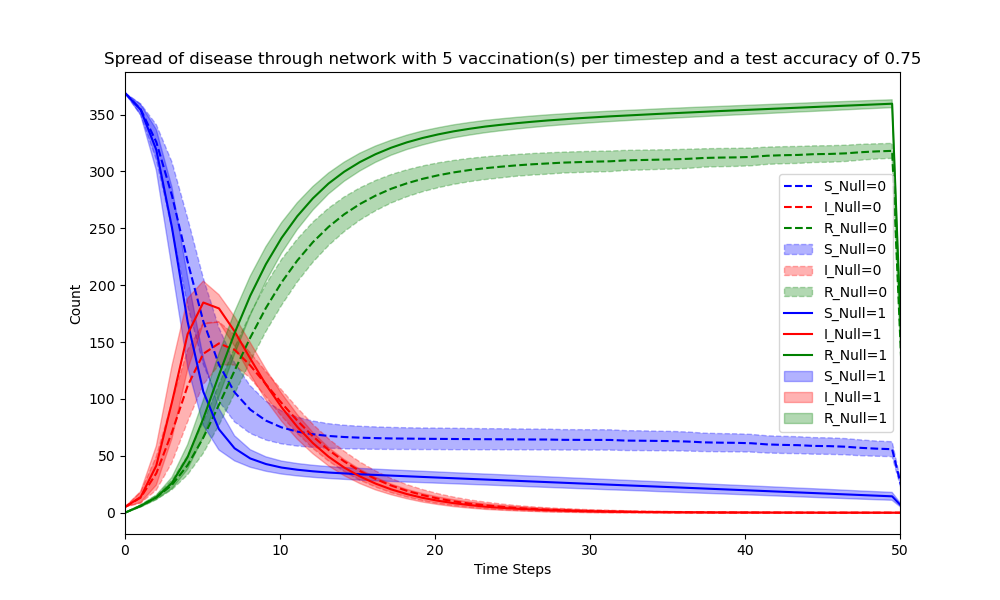 Spread of disease through network with 5 vaccination(s) per timestep and a test accuracy of 0.75
Count
350
300
250
200
150
100
50
0
0 10 20 30 40 50
Time Steps
S_Null=0
I_Null=0
R_Null=0
S_Null=0
I_Null=0
R_Null=0
S_Null=1
I_Null=1
R_Null=1
S_Null=1
I_Null=1
R_Null=1